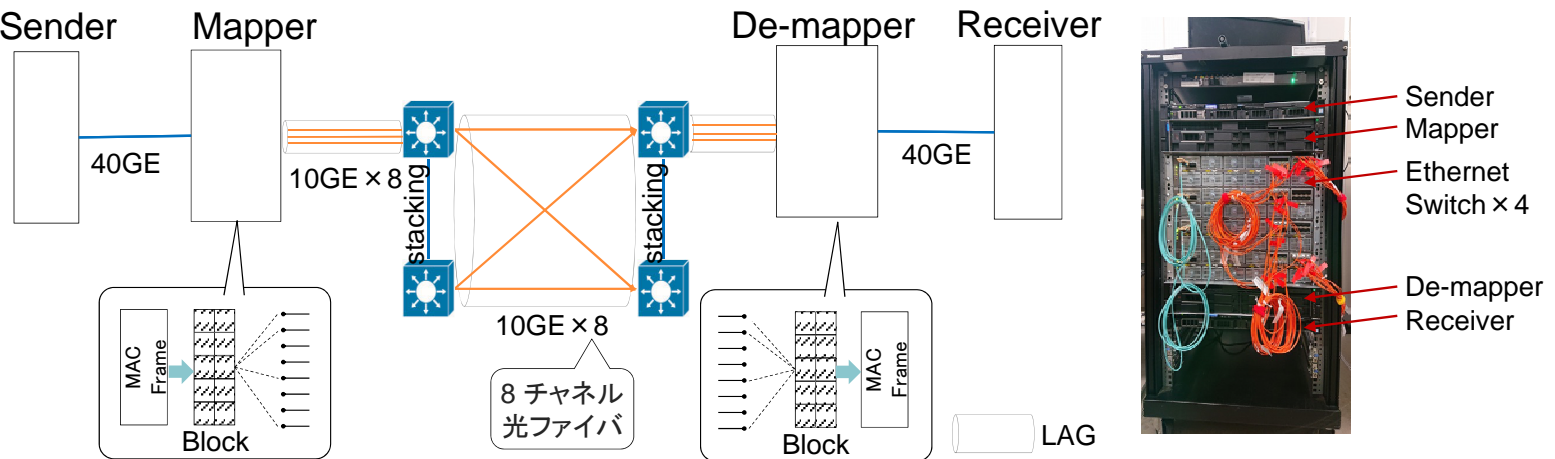 Sender
Mapper
De-mapper
Receiver
40GE
10GE×8
stacking
stacking
40GE
10GE×8
8 チャネル
光ファイバ
MAC
Frame
Block
MAC
Frame
Block
LAG
Sender
Mapper
Ethernet
Switch×4
De-mapper
Receiver